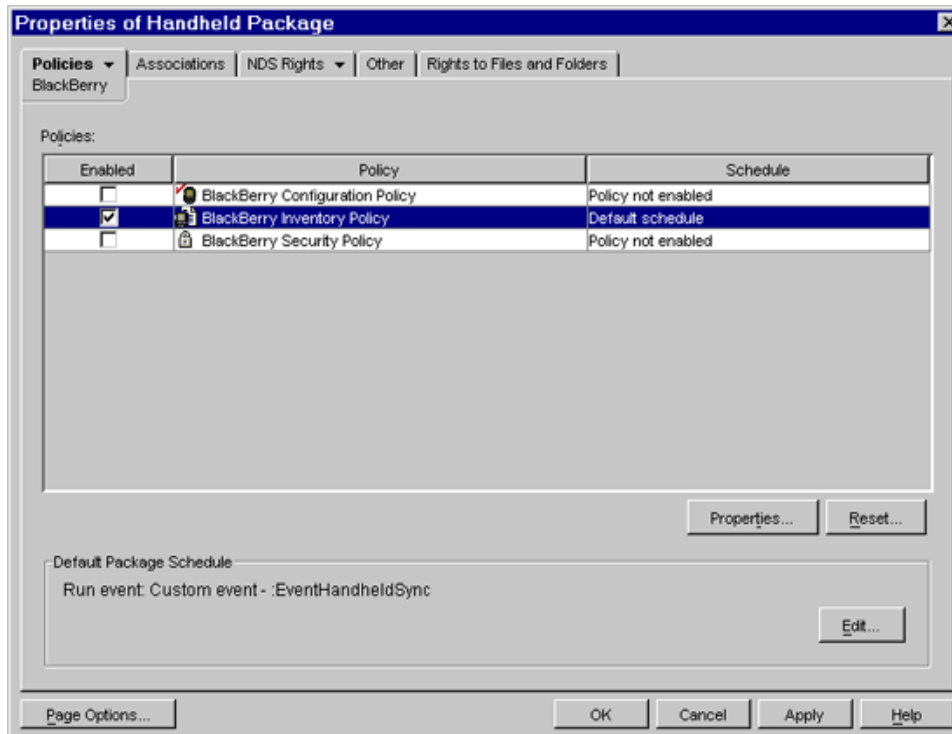 Properties of Handheld Package
Policies Associations NDS Rights Other Rights to Files and Folders
BlackBerry
Policies:
Enabled Policy Schedule
BlackBerry Configuration Policy Policy not enabled
BlackBerry Inventory Policy Default schedule
BlackBerry Security Policy Policy not enabled
Properties... Reset...
Default Package Schedule
Run event: Custom event - :EventHandheldSync
Edit...
Page Options... OK Cancel Apply Help